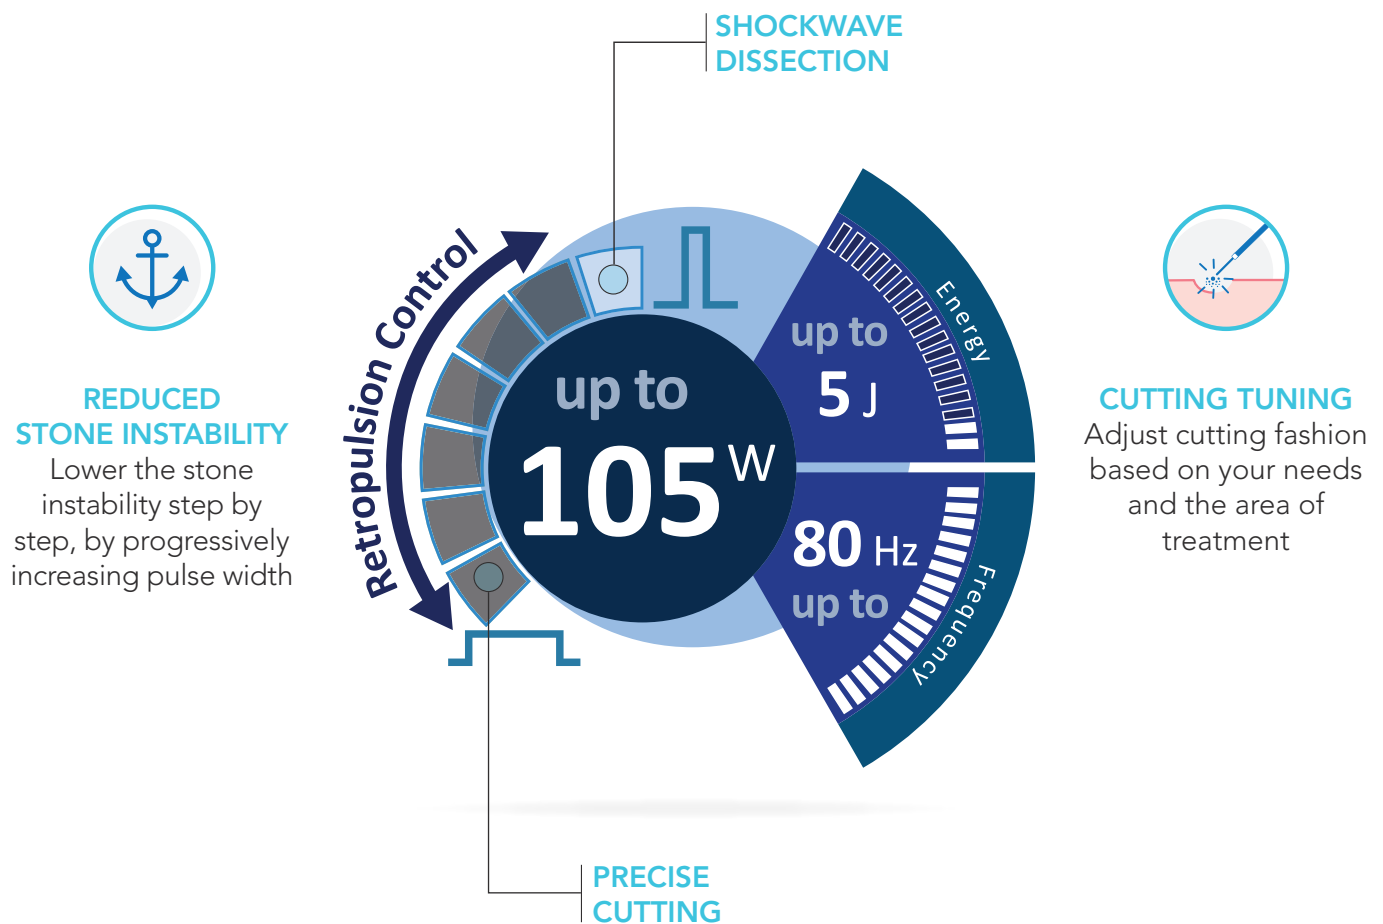 SHOCKWAVE
DISSECTION
Retropulsion Control
REDUCED
STONE INSTABILITY
Lower the stone
instability step by
step, by progressively
increasing pulse width
up to
105 W
Energy
up to
5 J
80 Hz
up to
Frequency
CUTTING TUNING
Adjust cutting fashion
based on your needs
and the area of
treatment
PRECISE
CUTTING